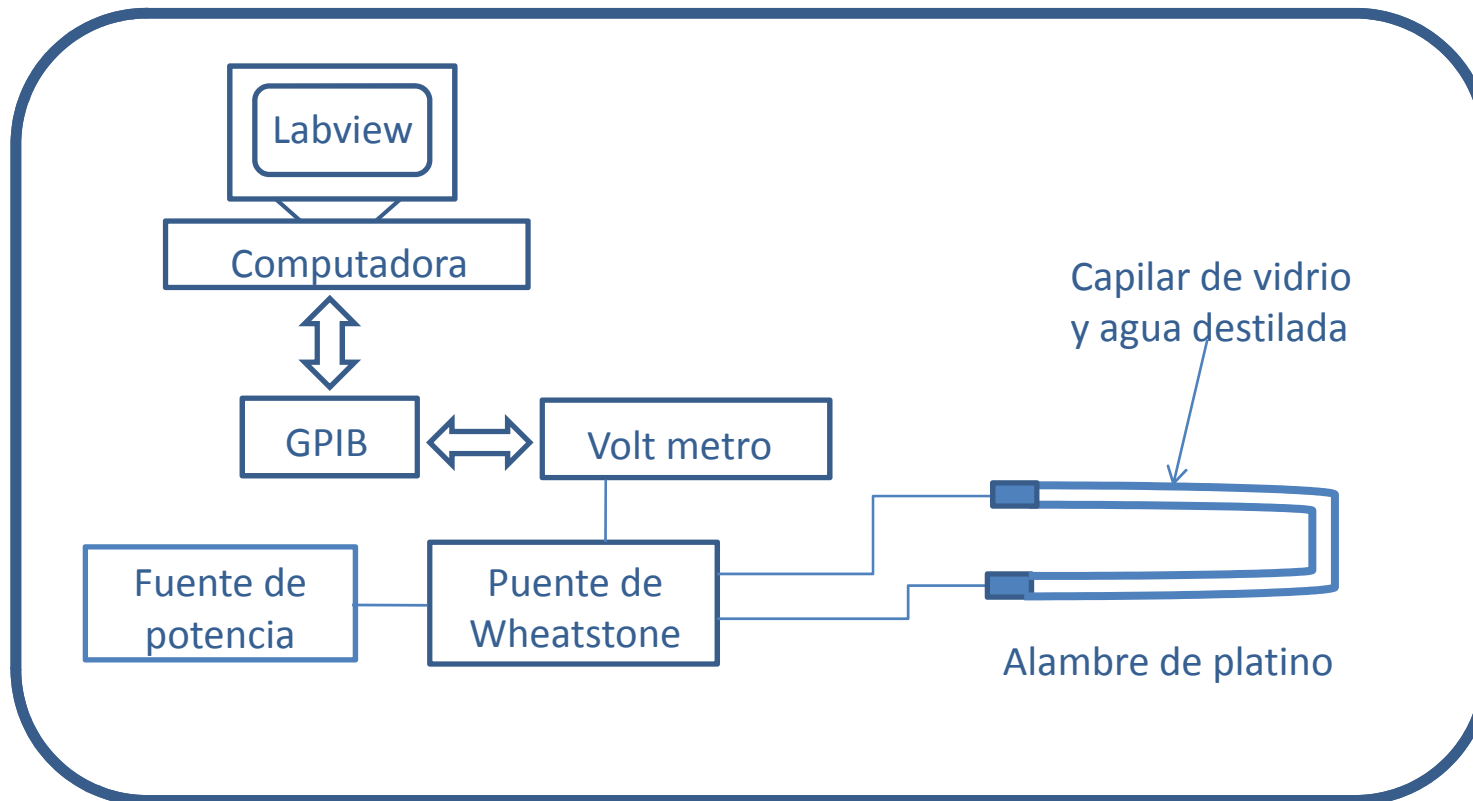 Labview
Computadora
GPIB
Volt metro
Fuente de
potencia
Puente de
Wheatstone
Capilar de vidrio
y agua destilada
Alambre de platino